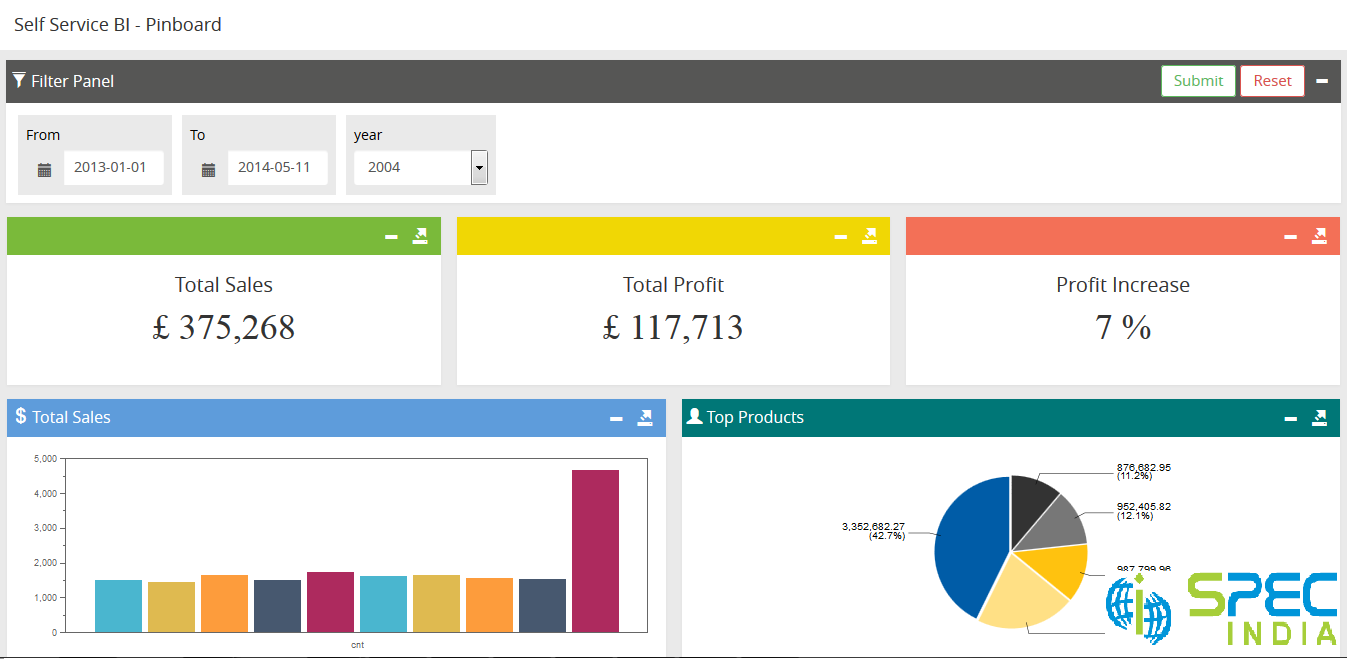 Self Service BI - Pinboard
Filter Panel
Submit Reset
From To year
2013-01-01 2014-05-11 2004
Total Sales Total Profit Profit Increase
£ 375,268 £ 117,713 7 %
$ Total Sales Top Products
5,000
4,000
3,000
2,000
1,000
0
cnt
876,682.95
(11.2%)
952,405.82
(12.1%)
3,352,682.27
(42.7%)
987,799.96
SPEC
INDIA